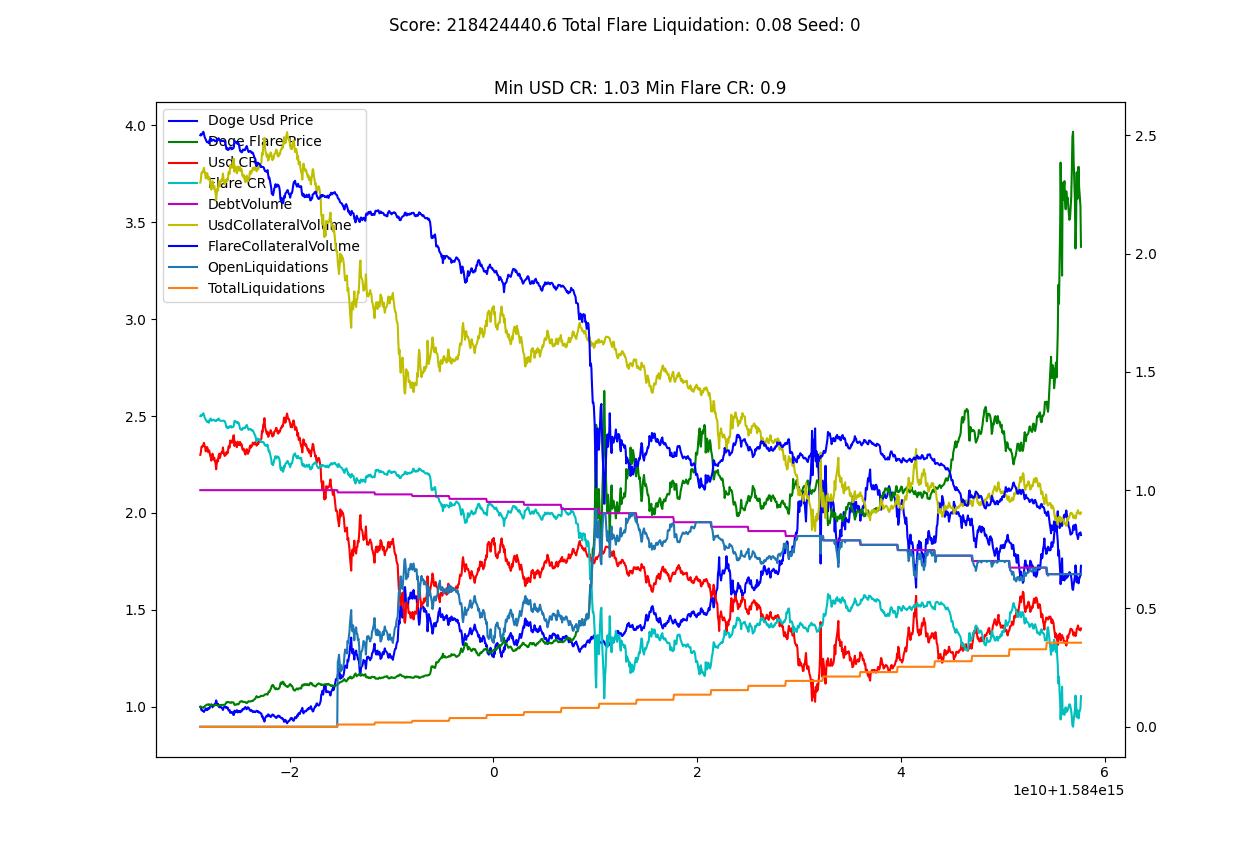 Score: 218424440.6 Total Flare Liquidation: 0.08 Seed: 0
Min USD CR: 1.03 Min Flare CR: 0.9
Doge Usd Price
Doge Flare Price
Usd CR
Flare CR
DebtVolume
UsdCollateralVolume
FlareCollateralVolume
OpenLiquidations
TotalLiquidations
4.0
3.5
3.0
2.5
2.0
1.5
1.0
2.5
2.0
1.5
1.0
0.5
0.0
−2
0
2
4
6
1e10+1.584e15